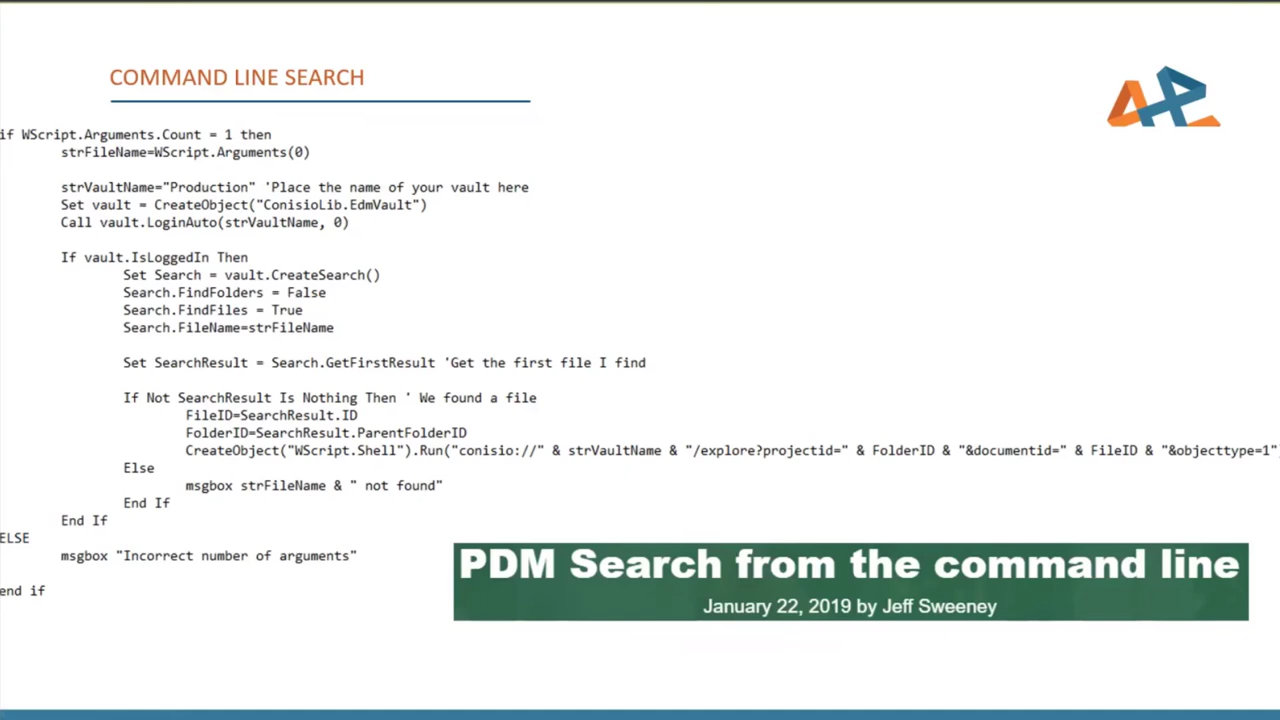 COMMAND LINE SEARCH
if WScript.Arguments.Count = 1 then
strFileName=WScript.Arguments(0)
strVaultName="Production" 'Place the name of your vault here
Set vault = CreateObject("ConisioLib.EdmVault")
Call vault.LoginAuto(strVaultName, 0)
If vault.IsLoggedIn Then
Set Search = vault.CreateSearch()
Search.FindFolders = False
Search.FindFiles = True
Search.FileName=strFileName
Set SearchResult = Search.GetFirstResult 'Get the first file I find
If Not SearchResult Is Nothing Then ' We found a file
FileID=SearchResult.ID
FolderID=SearchResult.ParentFolderID
CreateObject("WScript.Shell").Run("conisio://" & strVaultName & "/explore?projectid=" & FolderID & "&documentid=" & FileID & "&objecttype=1")
Else
msgbox strFileName & " not found"
End If
End If
ELSE
msgbox "Incorrect number of arguments"
end if
PDM Search from the command line
January 22, 2019 by Jeff Sweeney